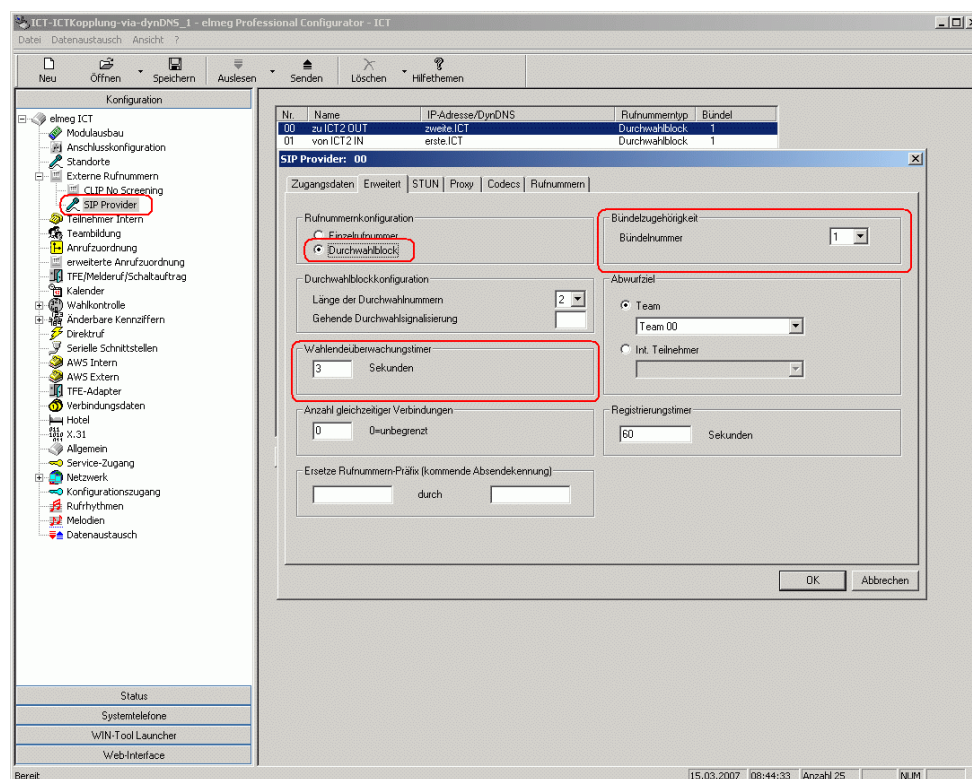 ICT-ICTKopplung-via-dynDNS_1 - elmeg Professional Configurator - ICT
Datei Datenaustausch Ansicht ?
Neu Öffnen Speichern Auslesen Senden Löschen Hilfethemen
Konfiguration
elmeg ICT
Modulausbau
Anschlusskonfiguration
Standorte
Externe Rufnummern
CLIP No Screening
SIP Provider
Teilnehmer Intern
Teambildung
Anrufzuordnung
erweiterte Anrufzuordnung
TFE/Melderuf/Schaltauftrag
Kalender
Wahlkontrolle
Änderbare Kennziffern
Direktruf
Serielle Schnittstellen
AWS Intern
AWS Extern
TFE-Adapter
Verbindungsdaten
Hotel
X.31
Allgemein
Service-Zugang
Netzwerk
Konfigurationszugang
Rufrhythmen
Melodien
Datenaustausch
Status
Systemtelefone
WIN-Tool Launcher
Web-Interface
Nr. Name IP-Adresse/DynDNS Rufnummerntyp Bündel
00 zu ICT2 OUT zweite.ICT Durchwahlblock 1
01 von ICT2 IN erste.ICT Durchwahlblock 1
SIP Provider: 00
Zugangsdaten Erweitert STUN Proxy Codecs Rufnummern
Rufnummernkonfiguration
Einzelrufnummer
Durchwahlblock
Bündelzugehörigkeit
Bündelnummer 1
Durchwahlblockkonfiguration
Länge der Durchwahlnummern 2
Gehende Durchwahlsignalisierung
Abwurfziel
Team
Team 00
Int. Teilnehmer
Wahlendeüberwachungstimer
3 Sekunden
Anzahl gleichzeitiger Verbindungen
0 0=unbegrenzt
Registrierungstimer
60 Sekunden
Ersetze Rufnummern-Präfix (kommende Absendekennung)
durch
OK Abbrechen
Bereit 15.03.2007 08:44:33 Anzahl 25 NUM